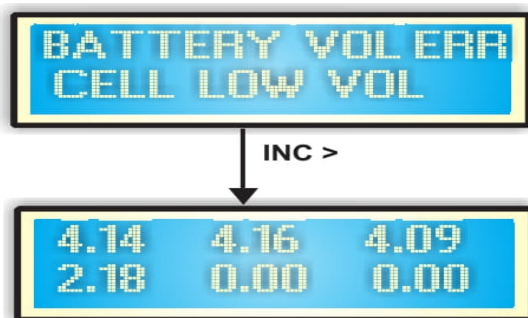 BATTERY VOL ERR
CELL LOW VOL
INC >
4.14 4.16 4.09
2.18 0.00 0.00